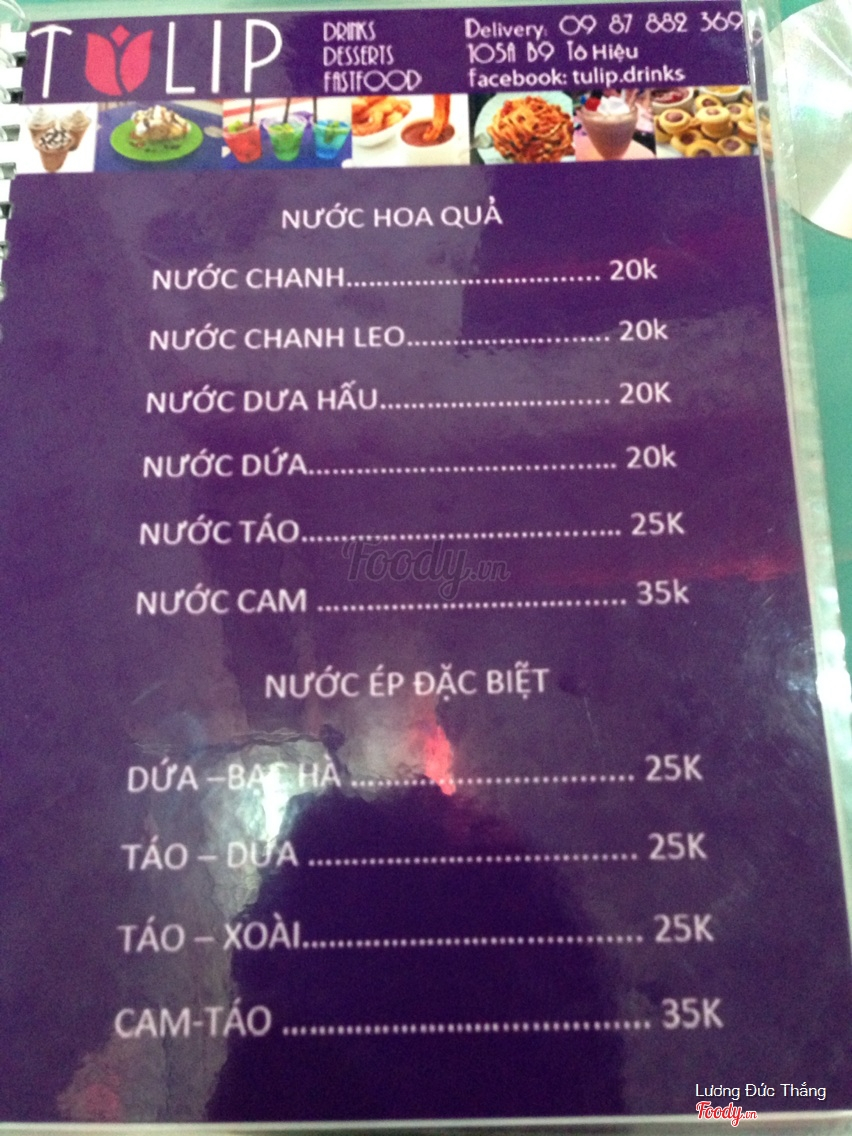 TULIP
DRINKS
DESSERTS
FASTFOOD
Delivery: 09 87 882 369
105A B9 Tô Hiệu
facebook: tulip.drinks
NƯỚC HOA QUẢ
NƯỚC CHANH................................. 20k
NƯỚC CHANH LEO.......................... 20k
NƯỚC DƯA HẤU............................. 20K
NƯỚC DỨA....................................... 20k
NƯỚC TÁO........................................ 25K
NƯỚC CAM ....................................... 35k
Foody.vn
NƯỚC ÉP ĐẶC BIỆT
DỨA –BẠC HÀ .................................. 25K
TÁO – DỨA ....................................... 25K
TÁO – XOÀI........................................ 25K
CAM-TÁO ......................................... 35K
Lương Đức Thắng
Foody.vn